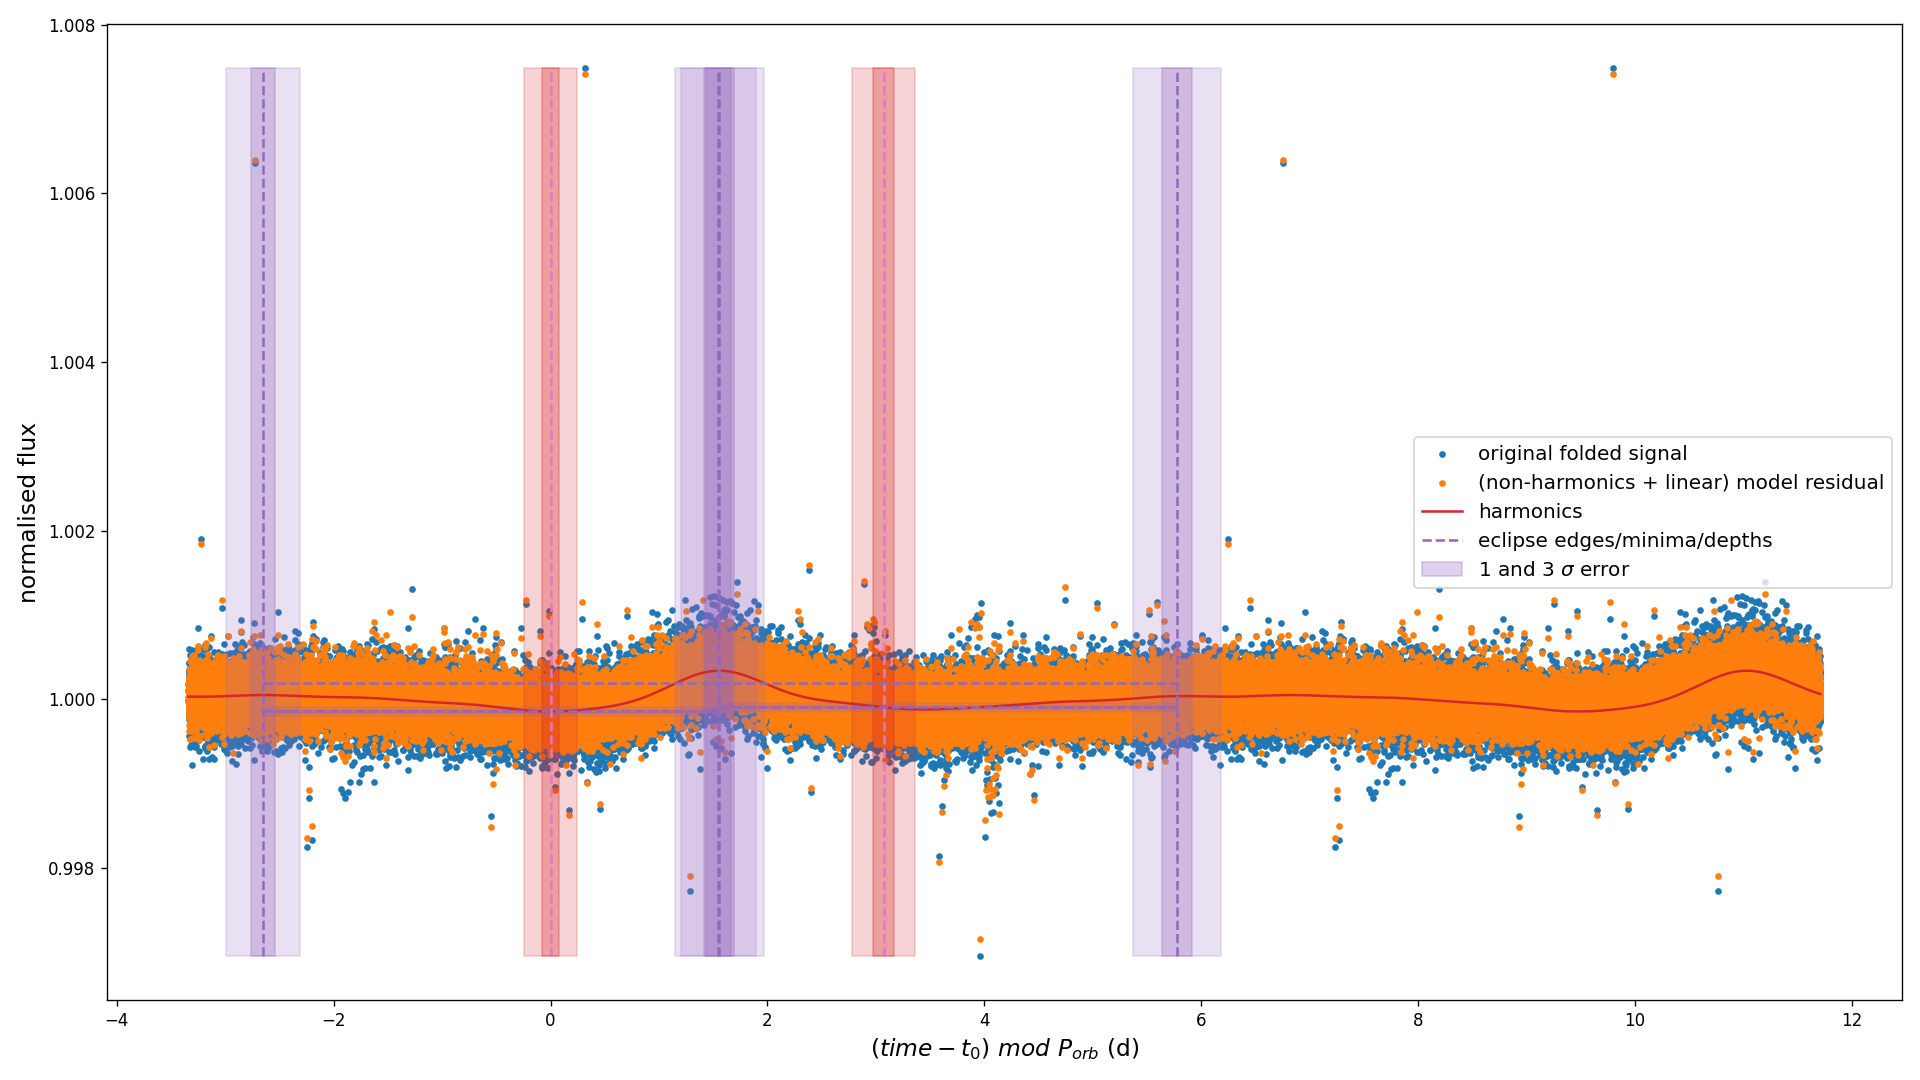 1.008
1.006
1.004
1.002
1.000
0.998
normalised flux
original folded signal
(non-harmonics + linear) model residual
harmonics
eclipse edges/minima/depths
1 and 3 σ error
−4 −2 0 2 4 6 8 10 12
(time − t₀) mod P_orb (d)